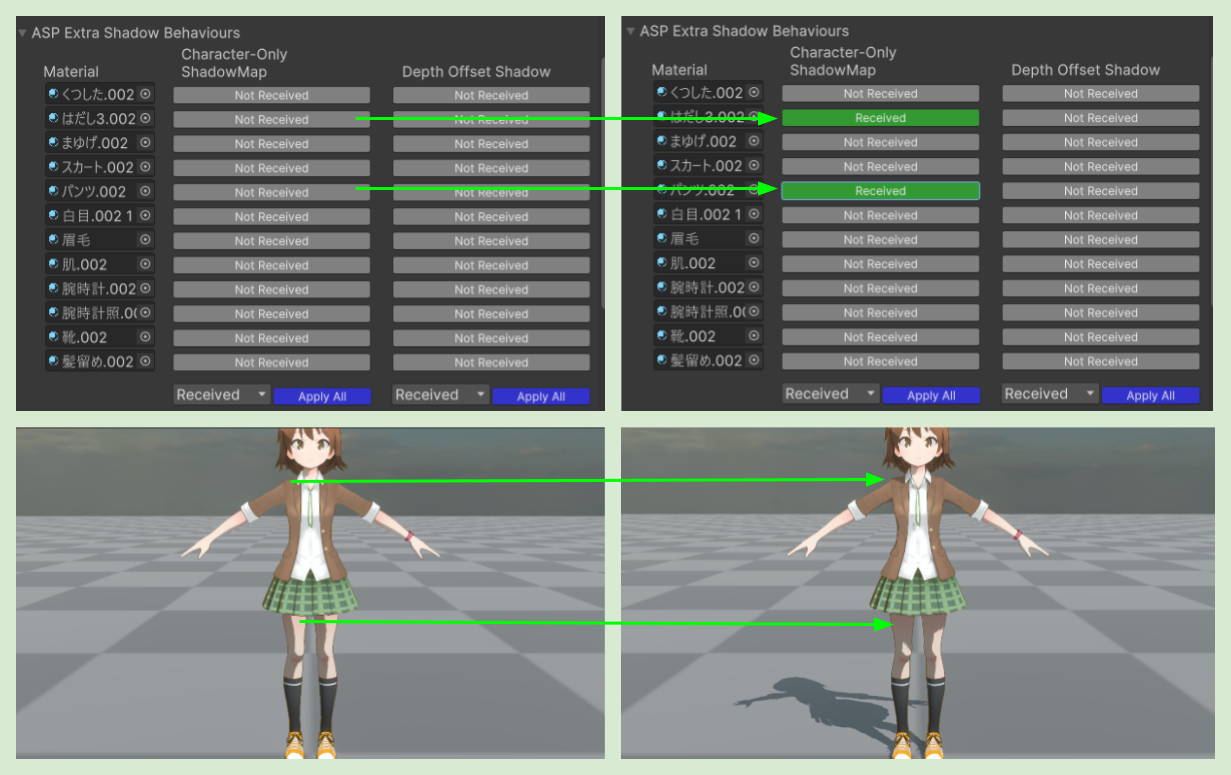 ASP Extra Shadow Behaviours
Material
Character-Only
ShadowMap
Depth Offset Shadow
くつした.002 Not Received Not Received
はだし3.002 Not Received Not Received
まゆげ.002 Not Received Not Received
スカート.002 Not Received Not Received
パンツ.002 Not Received Not Received
白目.002 1 Not Received Not Received
眉毛 Not Received Not Received
肌.002 Not Received Not Received
腕時計.002 Not Received Not Received
腕時計照.0( Not Received Not Received
靴.002 Not Received Not Received
髪留め.002 Not Received Not Received
Received Apply All Received Apply All
ASP Extra Shadow Behaviours
Material
Character-Only
ShadowMap
Depth Offset Shadow
くつした.002 Not Received Not Received
はだし3.002 Received Not Received
まゆげ.002 Not Received Not Received
スカート.002 Not Received Not Received
パンツ.002 Received Not Received
白目.002 1 Not Received Not Received
眉毛 Not Received Not Received
肌.002 Not Received Not Received
腕時計.002 Not Received Not Received
腕時計照.0( Not Received Not Received
靴.002 Not Received Not Received
髪留め.002 Not Received Not Received
Received Apply All Received Apply All